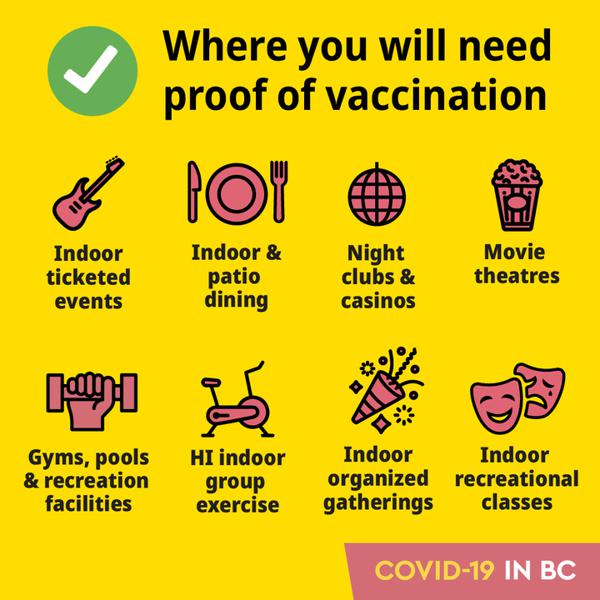 Where you will need
proof of vaccination
Indoor
ticketed
events
Indoor &
patio
dining
Night
clubs &
casinos
Movie
theatres
Gyms, pools
& recreation
facilities
HI indoor
group
exercise
Indoor
organized
gatherings
Indoor
recreational
classes
COVID-19 IN BC